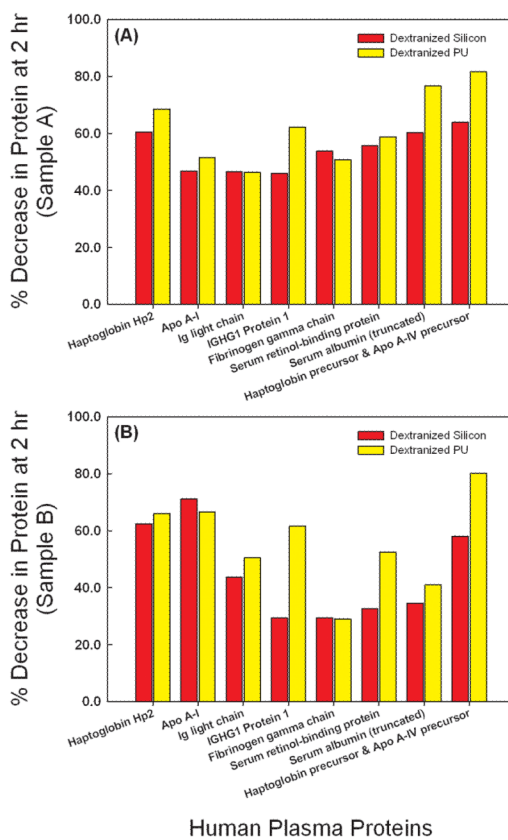 % Decrease in Protein at 2 hr
(Sample A)
100.0
80.0
60.0
40.0
20.0
0.0
(A)
Dextranized Silicon
Dextranized PU
Haptoglobin Hp2
Apo A-I
Ig light chain
IGHG1 Protein 1
Fibrinogen gamma chain
Serum retinol-binding protein
Serum albumin (truncated)
Haptoglobin precursor & Apo A-IV precursor
% Decrease in Protein at 2 hr
(Sample B)
100.0
80.0
60.0
40.0
20.0
0.0
(B)
Dextranized Silicon
Dextranized PU
Haptoglobin Hp2
Apo A-I
Ig light chain
IGHG1 Protein 1
Fibrinogen gamma chain
Serum retinol-binding protein
Serum albumin (truncated)
Haptoglobin precursor & Apo A-IV precursor
Human Plasma Proteins